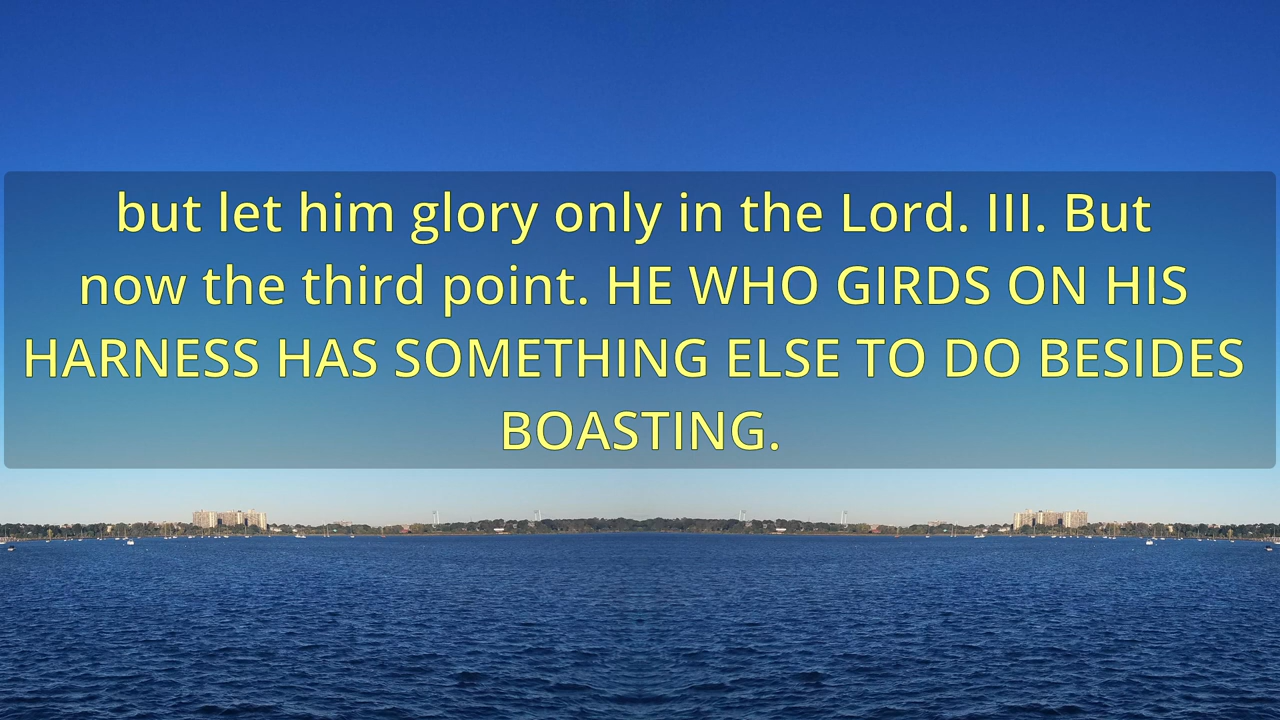 but let him glory only in the Lord. III. But
now the third point. HE WHO GIRDS ON HIS
HARNESS HAS SOMETHING ELSE TO DO BESIDES
BOASTING.